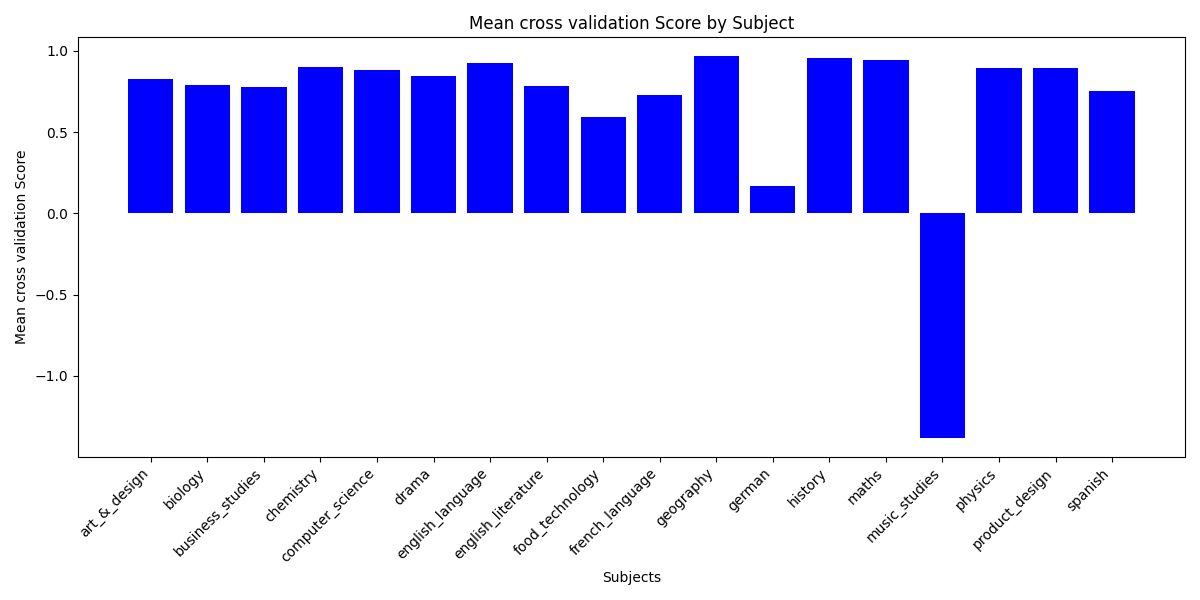 Mean cross validation Score by Subject
Mean cross validation Score
1.0
0.5
0.0
−0.5
−1.0
art_&_design
biology
business_studies
chemistry
computer_science
drama
english_language
english_literature
food_technology
french_language
geography
german
history
maths
music_studies
physics
product_design
spanish
Subjects